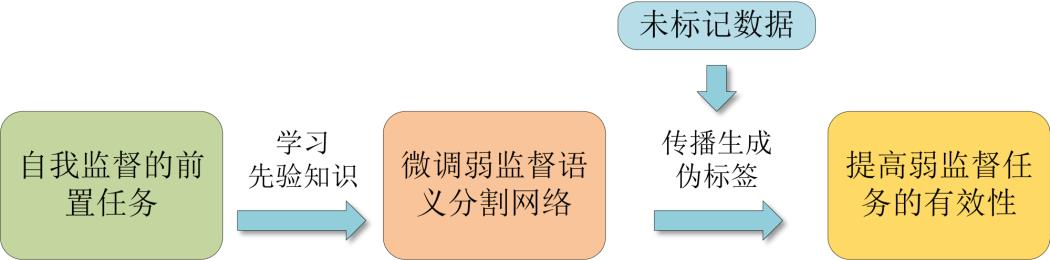 未标记数据
自我监督的前
置任务
学习
先验知识
微调弱监督语
义分割网络
传播生成
伪标签
提高弱监督任
务的有效性